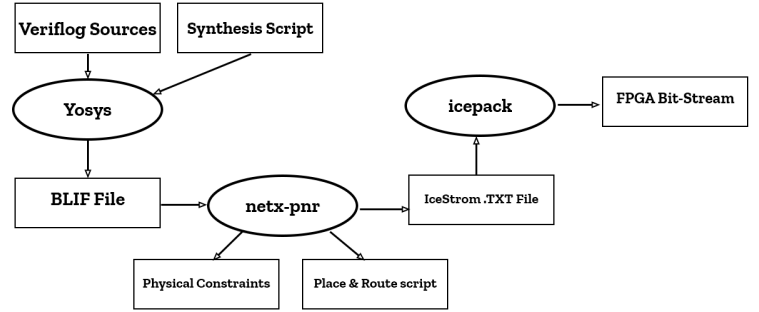 Veriflog Sources
Synthesis Script
Yosys
icepack
FPGA Bit-Stream
BLIF File
netx-pnr
IceStrom .TXT File
Physical Constraints
Place & Route script